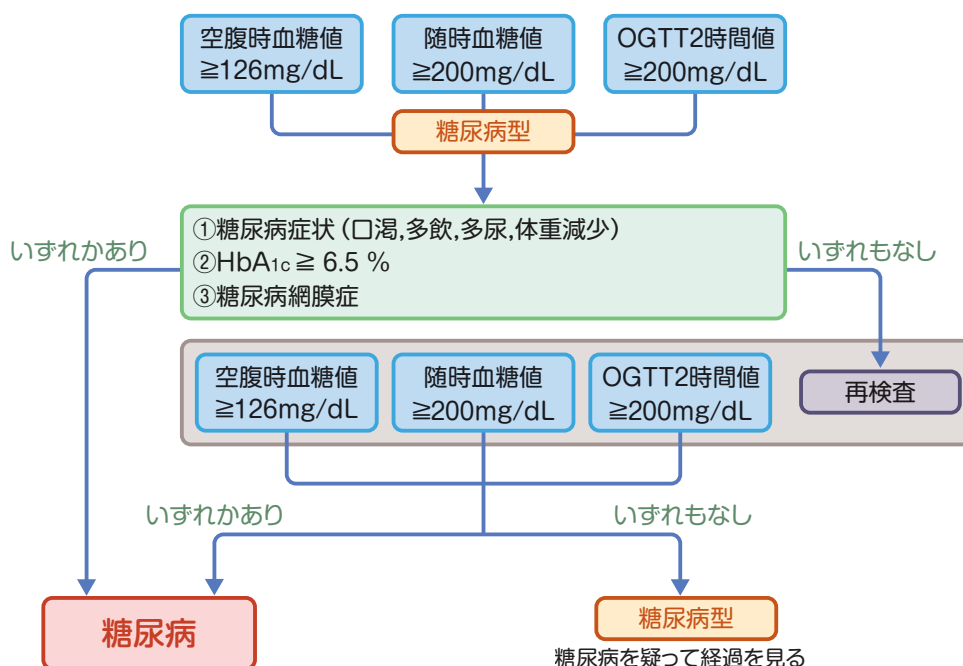 空腹時血糖値
≧126mg/dL
随時血糖値
≧200mg/dL
OGTT2時間値
≧200mg/dL
糖尿病型
①糖尿病症状(口渇,多飲,多尿,体重減少)
②HbA1c≧6.5 %
③糖尿病網膜症
いずれかあり
いずれもなし
空腹時血糖値
≧126mg/dL
随時血糖値
≧200mg/dL
OGTT2時間値
≧200mg/dL
再検査
いずれかあり
いずれもなし
糖尿病
糖尿病型
糖尿病を疑って経過を見る